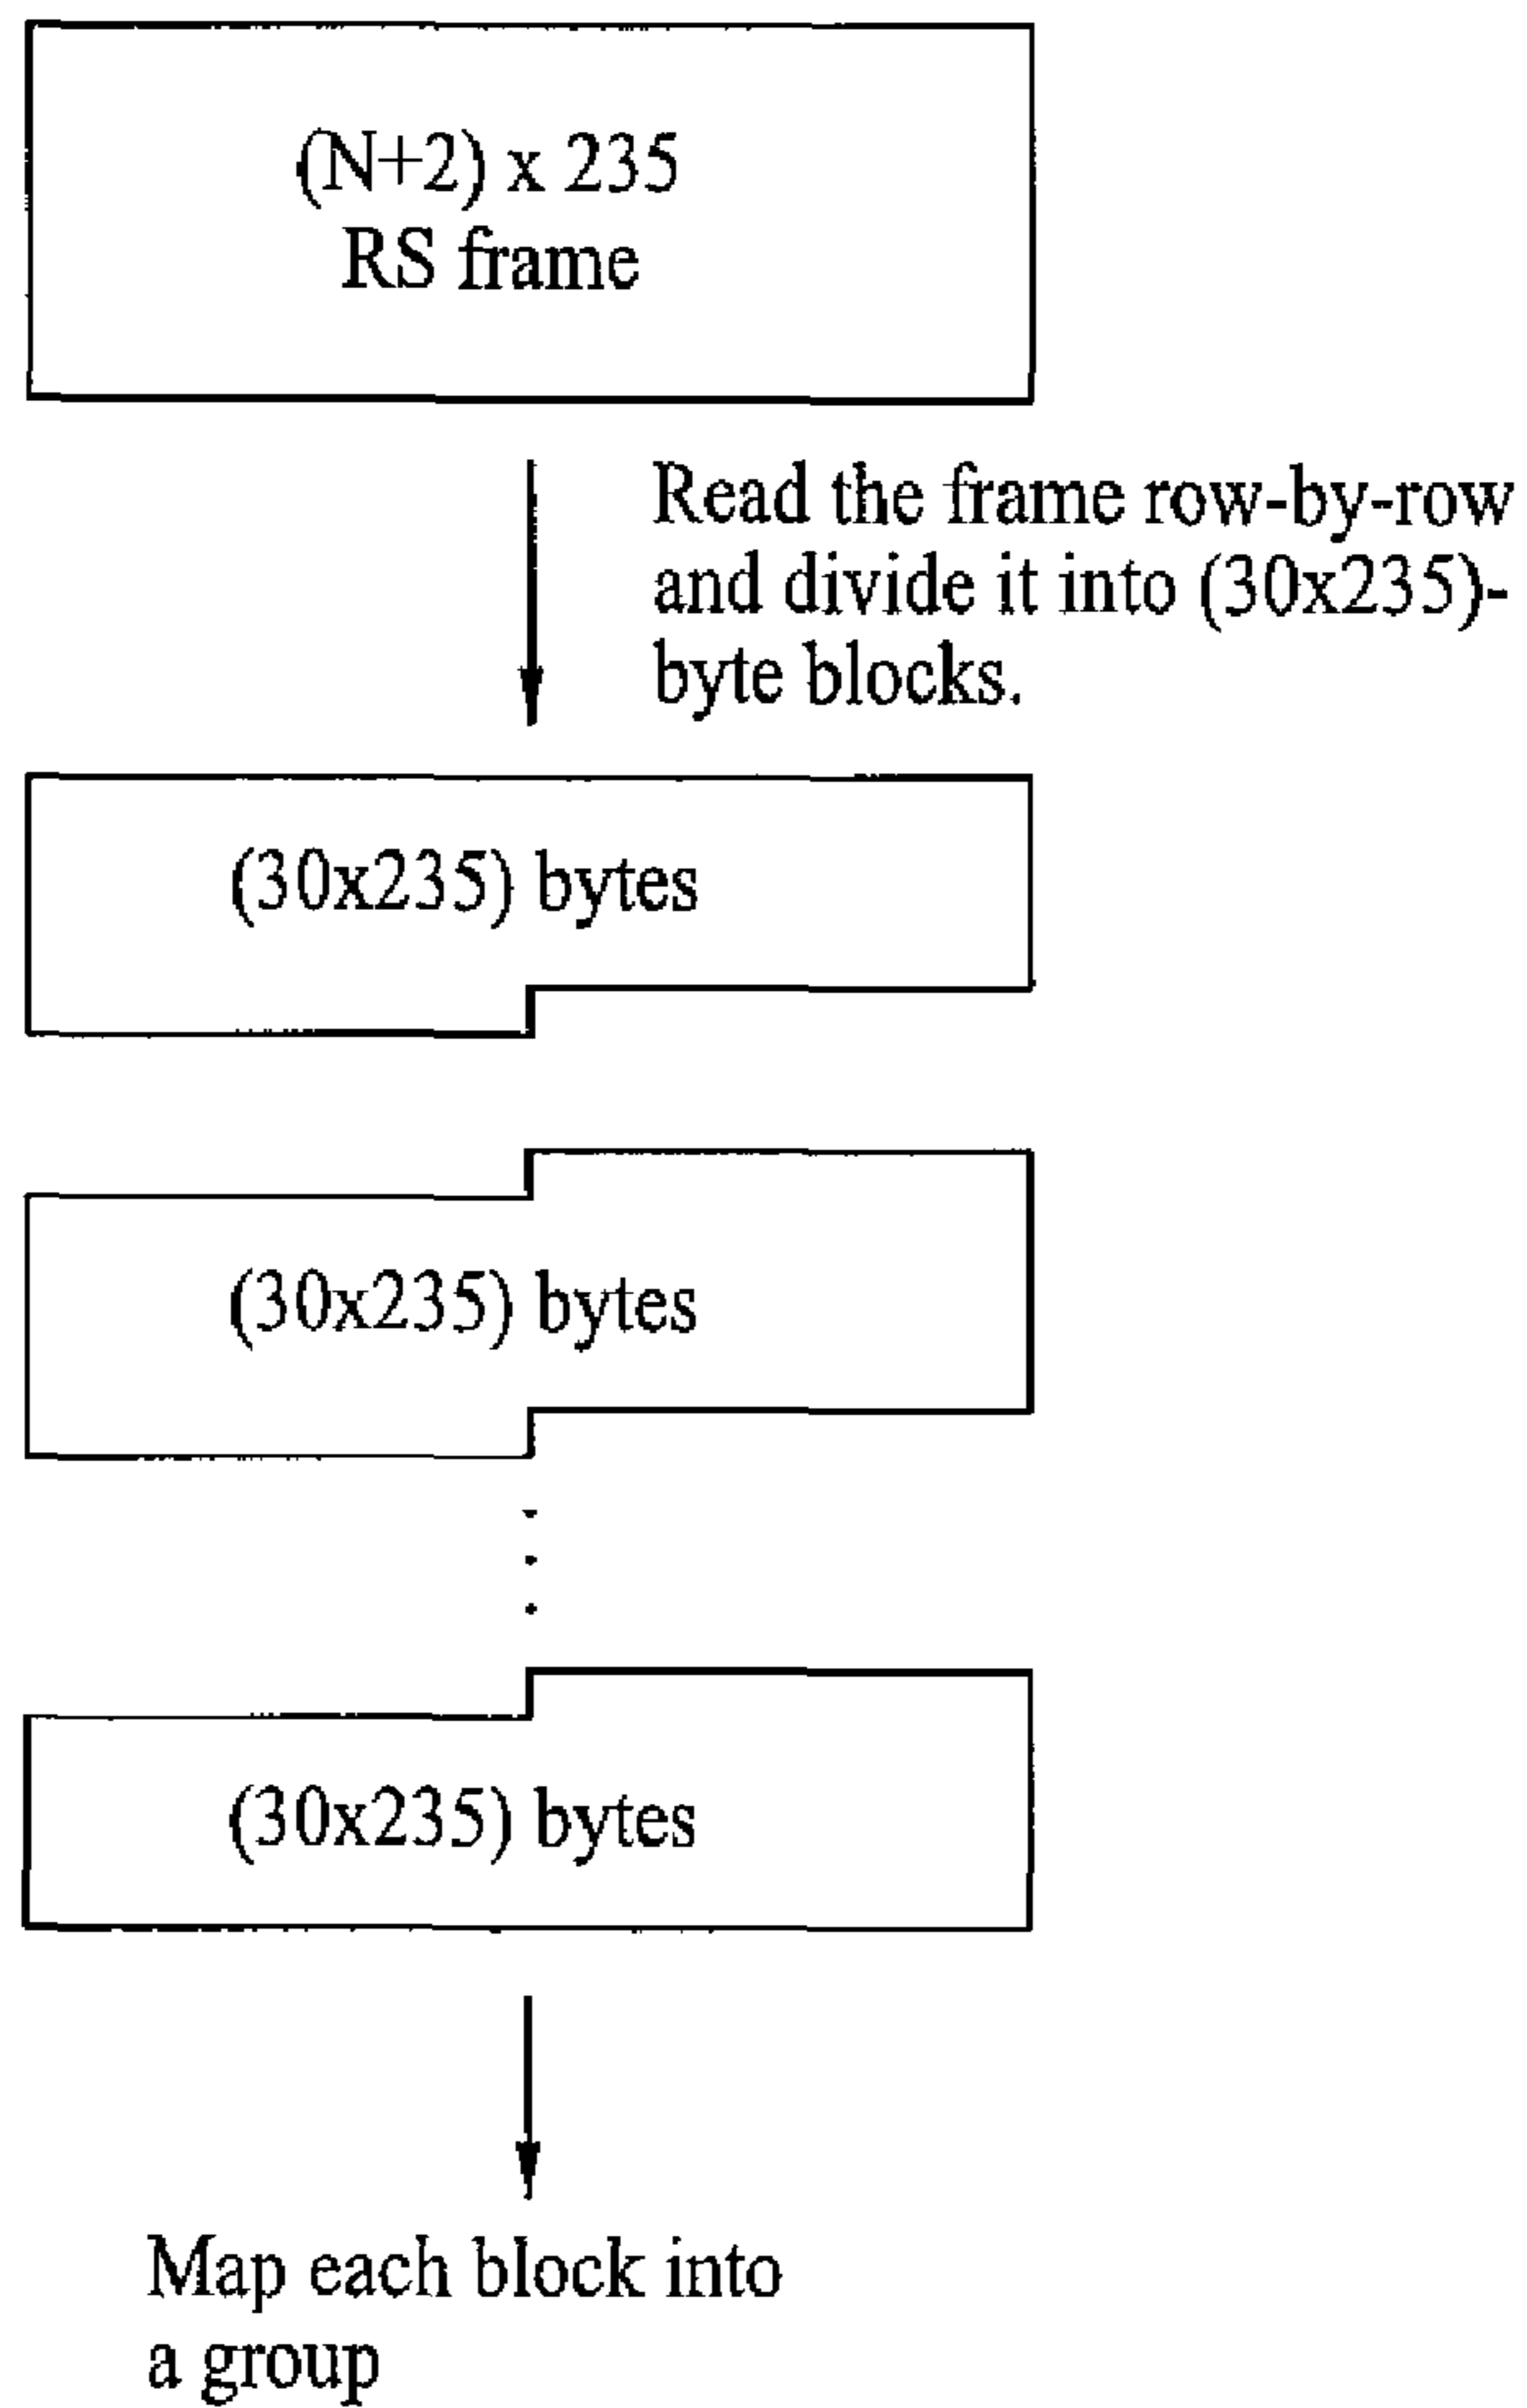 (N+2) x 235
RS frame
Read the frame row-by-row
and divide it into (30x235)-
byte blocks.
(30x235) bytes
(30x235) bytes
(30x235) bytes
Map each block into
a group